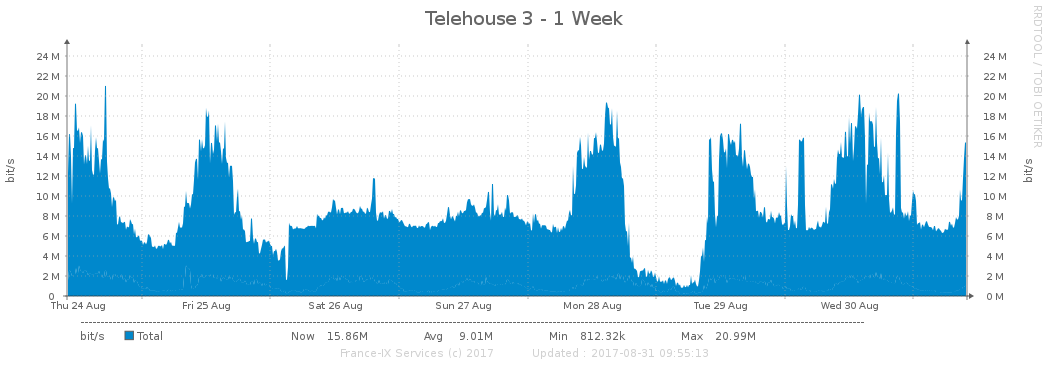 Telehouse 3 - 1 Week
RRDTOOL / TOBI OETIKER
bit/s
24 M 24 M
22 M 22 M
20 M 20 M
18 M 18 M
16 M 16 M
14 M 14 M
12 M 12 M
10 M 10 M
8 M 8 M
6 M 6 M
4 M 4 M
2 M 2 M
0 0 M
bit/s
Thu 24 Aug Fri 25 Aug Sat 26 Aug Sun 27 Aug Mon 28 Aug Tue 29 Aug Wed 30 Aug
bit/s Total Now 15.86M Avg 9.01M Min 812.32k Max 20.99M
France-IX Services (c) 2017 Updated : 2017-08-31 09:55:13